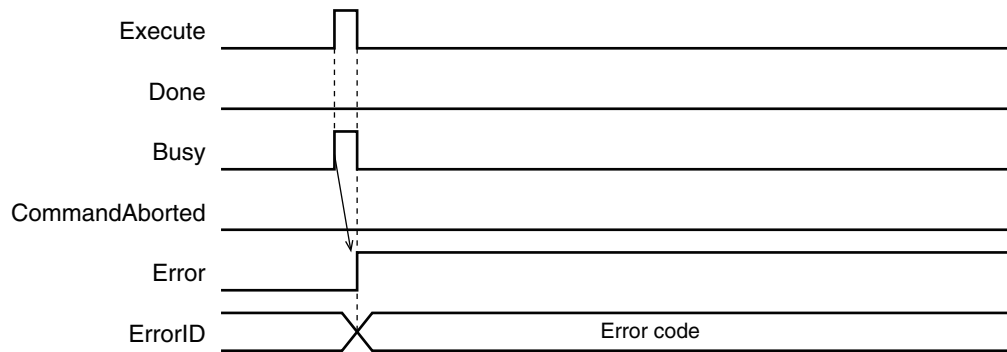 Execute
Done
Busy
CommandAborted
Error
ErrorID
Error code